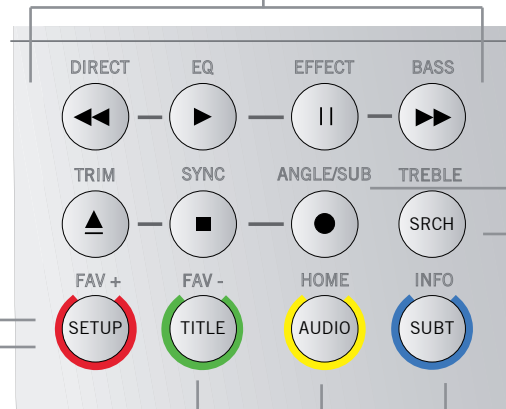 DIRECT EQ EFFECT BASS
TRIM SYNC ANGLE/SUB TREBLE
SRCH
FAV + FAV - HOME INFO
SETUP TITLE AUDIO SUBT